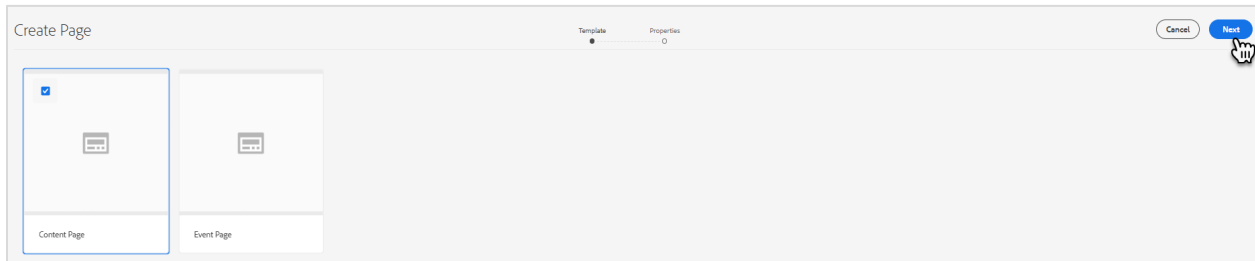 Create Page
Template Properties
Cancel Next
Content Page
Event Page